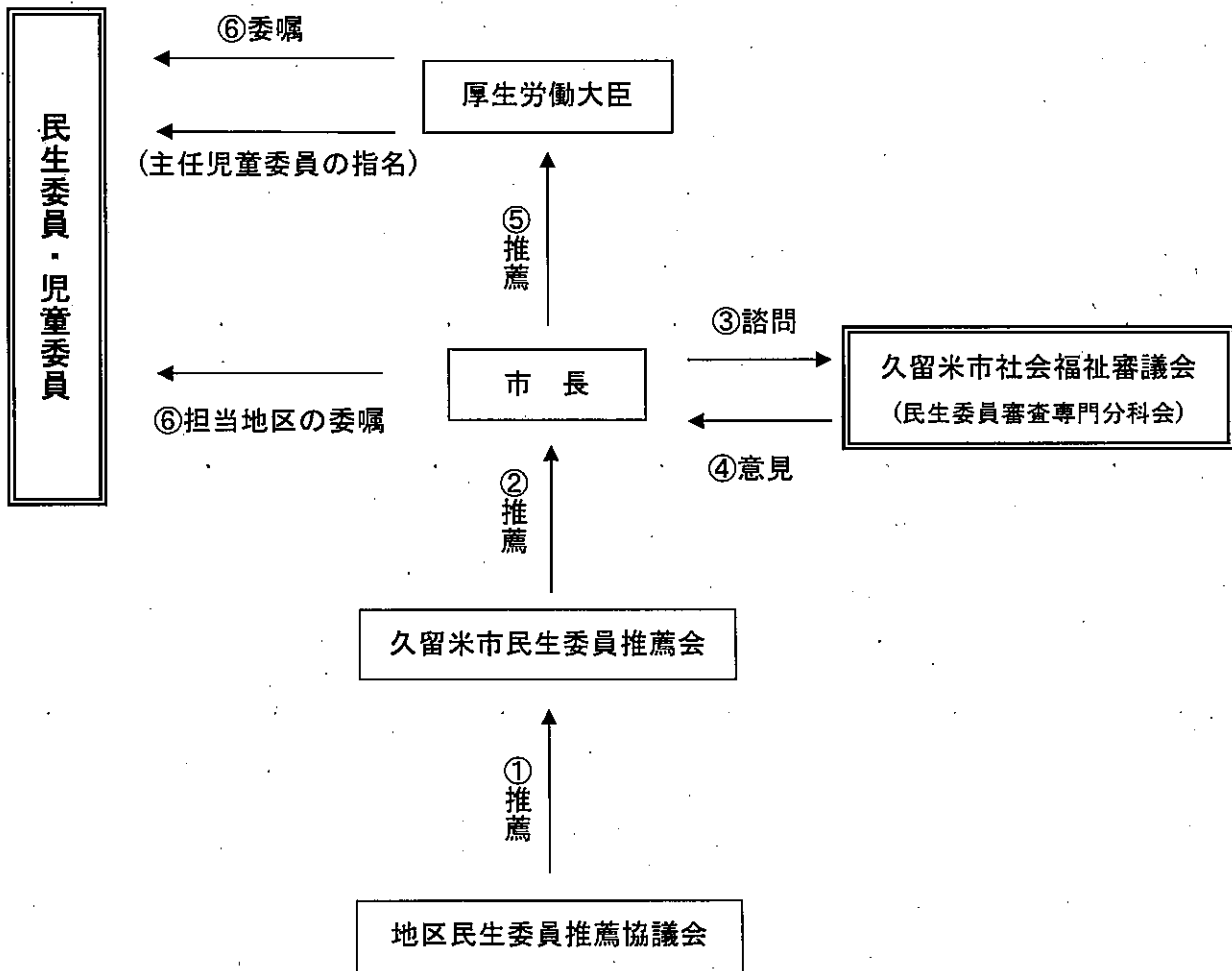 ⑥委嘱
厚生労働大臣
(主任児童委員の指名)
民生委員・児童委員
⑤推薦
③諮問
久留米市社会福祉審議会
(民生委員審査専門分科会)
市　長
⑥担当地区の委嘱
④意見
②推薦
久留米市民生委員推薦会
①推薦
地区民生委員推薦協議会